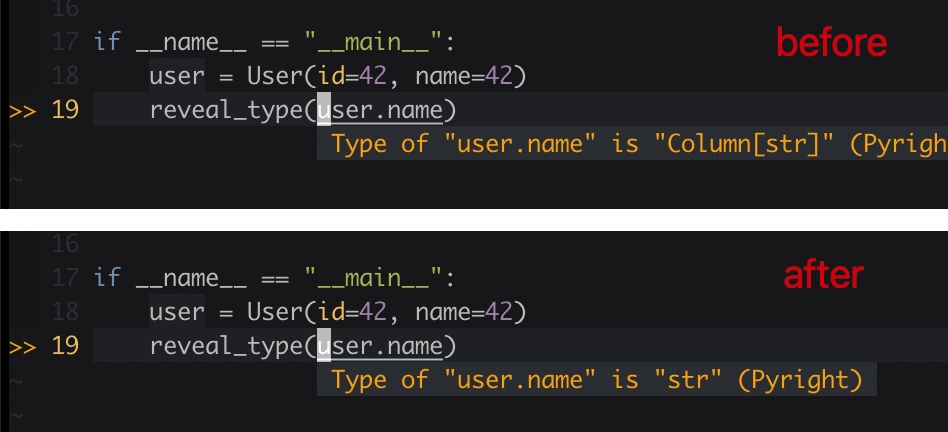 16
before
17 if __name__ == "__main__":
18 user = User(id=42, name=42)
>> 19 reveal_type(user.name)
Type of "user.name" is "Column[str]" (Pyrigh
~
~
16
after
17 if __name__ == "__main__":
18 user = User(id=42, name=42)
>> 19 reveal_type(user.name)
~ Type of "user.name" is "str" (Pyright)
~